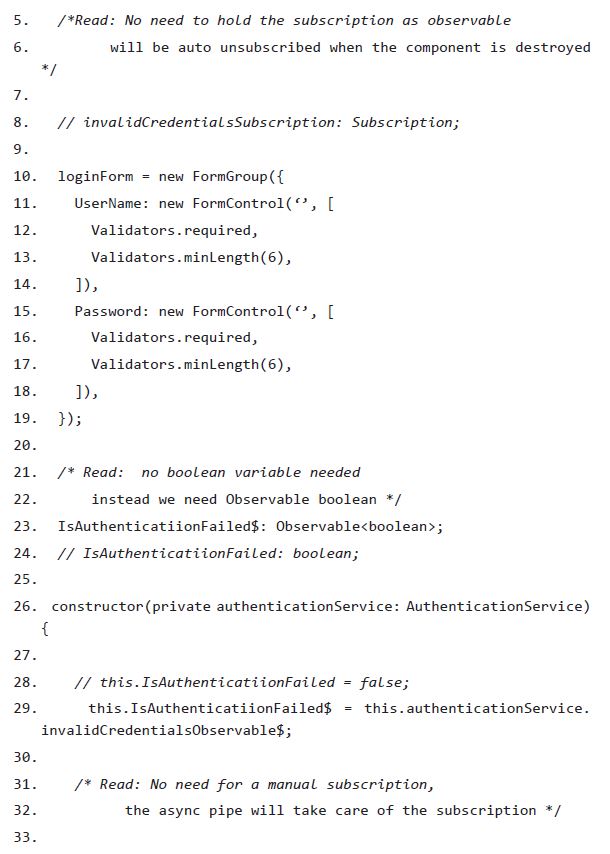 5. /*Read: No need to hold the subscription as observable
6. will be auto unsubscribed when the component is destroyed
*/
7.
8. // invalidCredentialsSubscription: Subscription;
9.
10. loginForm = new FormGroup({
11. UserName: new FormControl(‘’, [
12. Validators.required,
13. Validators.minLength(6),
14. ]),
15. Password: new FormControl(‘’, [
16. Validators.required,
17. Validators.minLength(6),
18. ]),
19. });
20.
21. /* Read: no boolean variable needed
22. instead we need Observable boolean */
23. IsAuthenticatiionFailed$: Observable<boolean>;
24. // IsAuthenticatiionFailed: boolean;
25.
26. constructor(private authenticationService: AuthenticationService)
{
27.
28. // this.IsAuthenticatiionFailed = false;
29. this.IsAuthenticatiionFailed$ = this.authenticationService.
invalidCredentialsObservable$;
30.
31. /* Read: No need for a manual subscription,
32. the async pipe will take care of the subscription */
33.